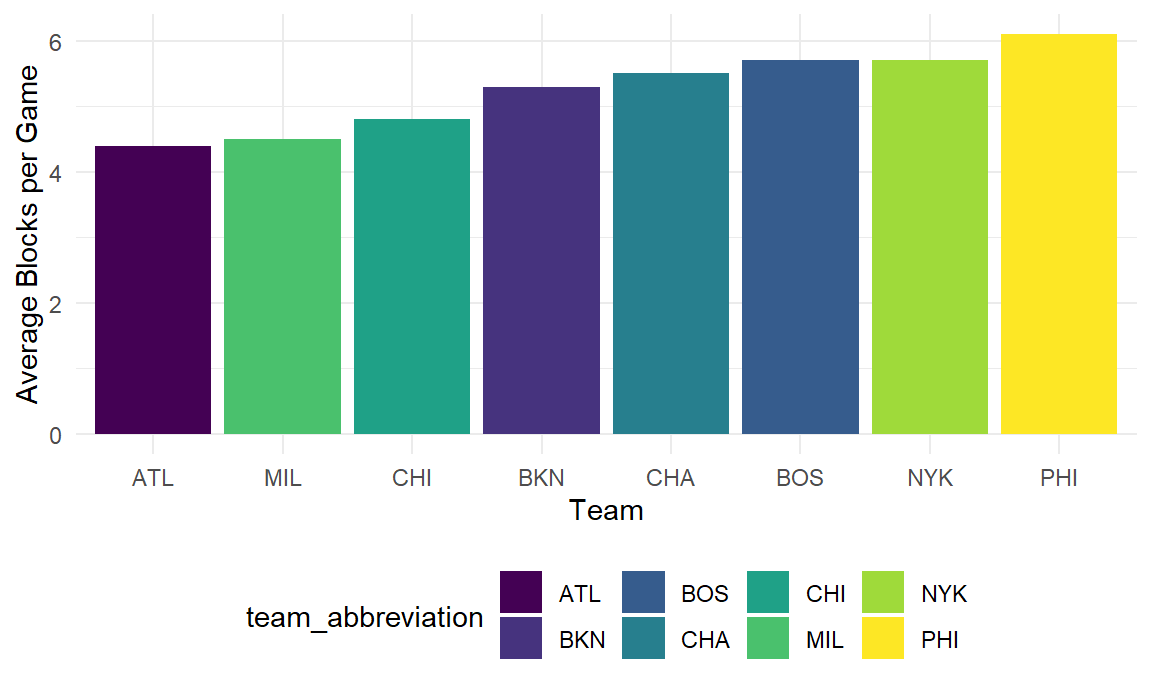 Average Blocks per Game
6
4
2
0
ATL MIL CHI BKN CHA BOS NYK PHI
Team
team_abbreviation
ATL BOS CHI NYK
BKN CHA MIL PHI